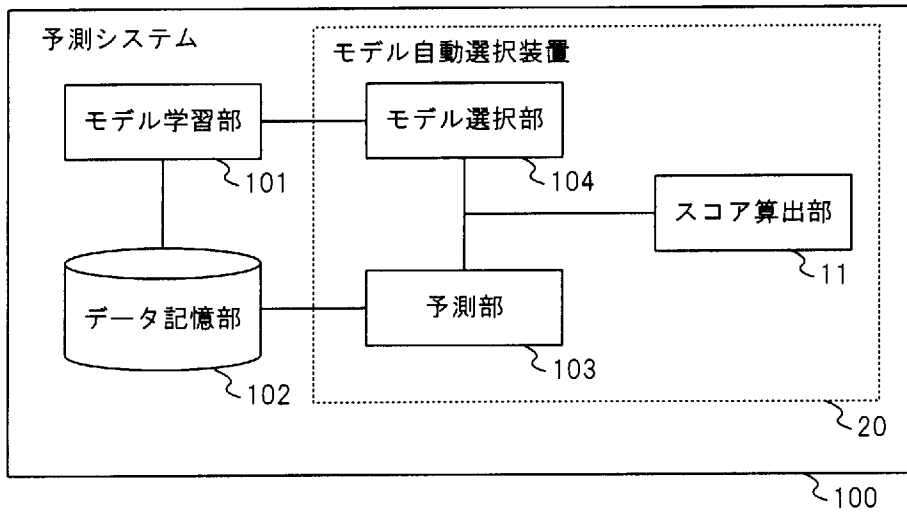 予測システム
モデル自動選択装置
モデル学習部
101
モデル選択部
104
スコア算出部
11
データ記憶部
102
予測部
103
20
100